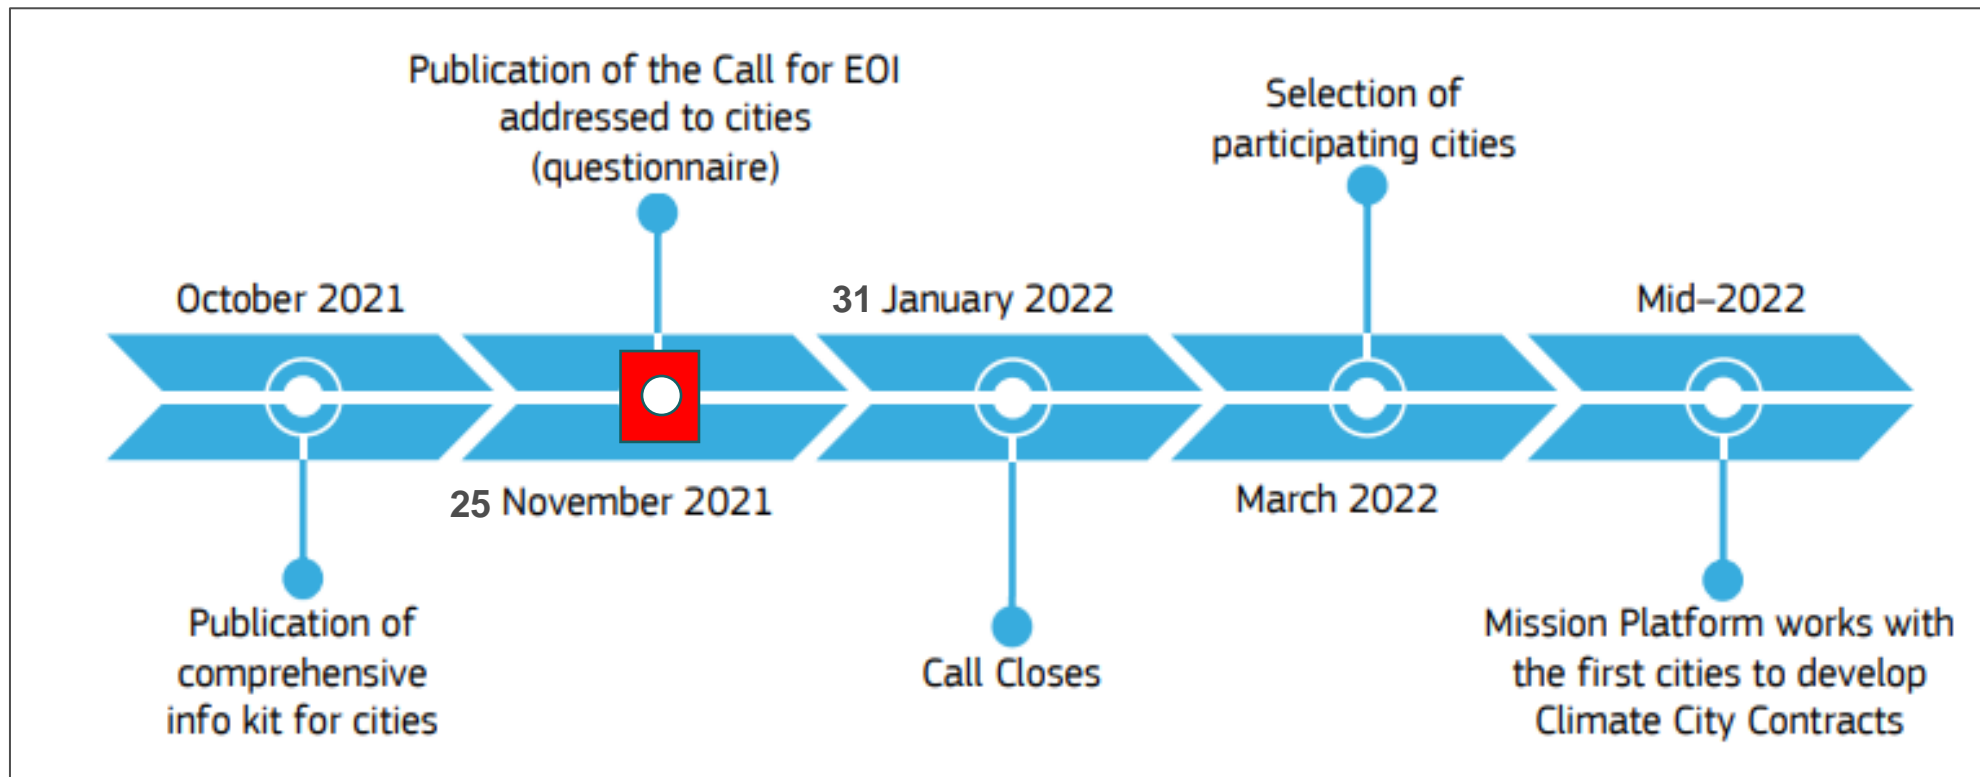 Publication of the Call for EOI
addressed to cities
(questionnaire)
Selection of
participating cities
October 2021
31 January 2022
Mid–2022
25 November 2021
March 2022
Publication of
comprehensive
info kit for cities
Call Closes
Mission Platform works with
the first cities to develop
Climate City Contracts